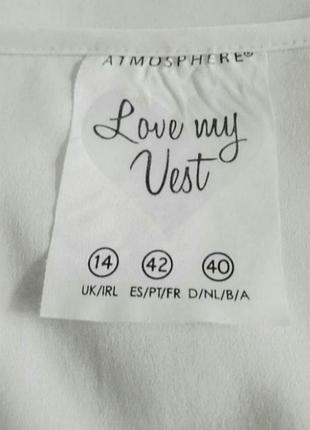 ATMOSPHERE®
Love my
Vest
14 42 40
UK/IRL ES/PT/FR D/NL/B/A